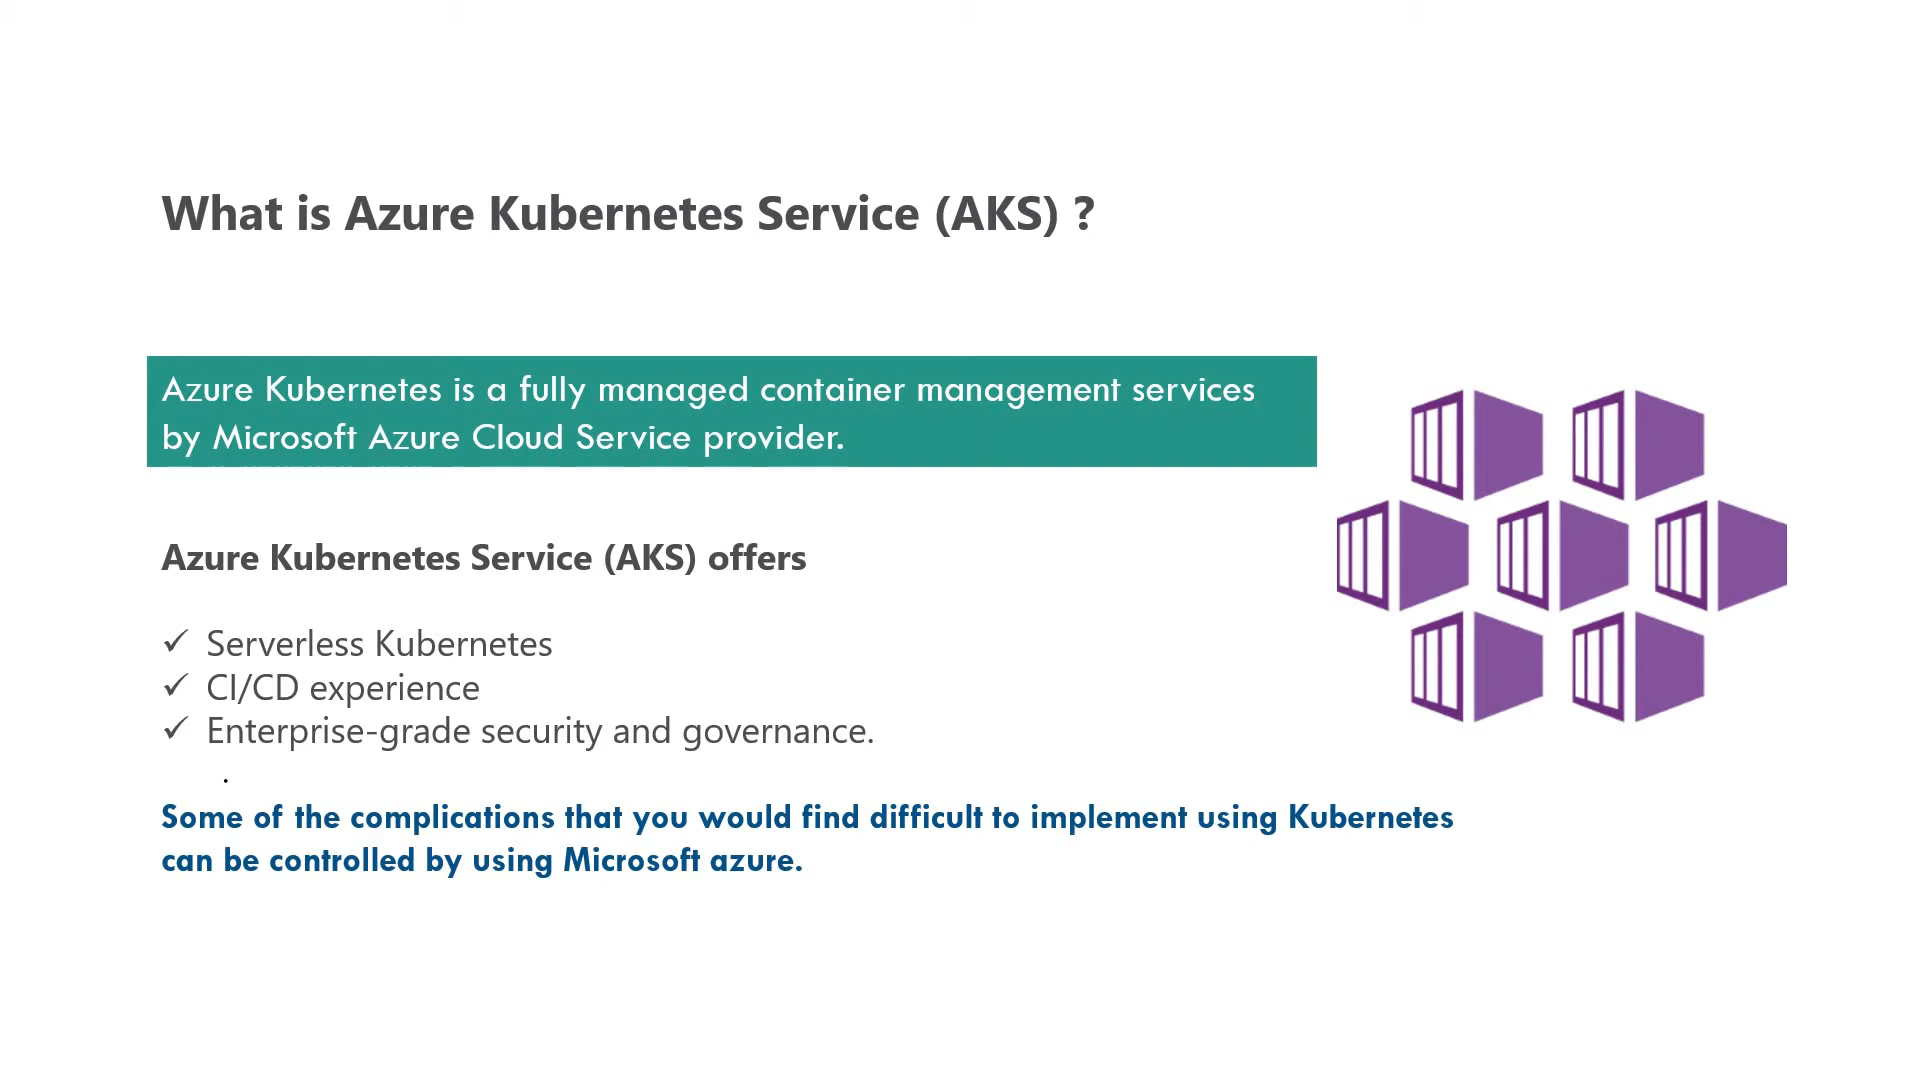 What is Azure Kubernetes Service (AKS) ?
Azure Kubernetes is a fully managed container management services
by Microsoft Azure Cloud Service provider.
Azure Kubernetes Service (AKS) offers
✓ Serverless Kubernetes
✓ CI/CD experience
✓ Enterprise-grade security and governance.
.
Some of the complications that you would find difficult to implement using Kubernetes
can be controlled by using Microsoft azure.